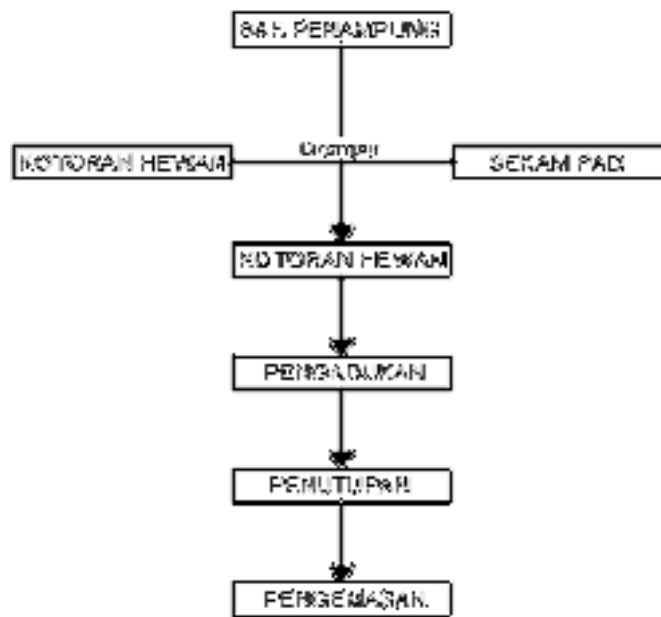 BAK PENAMPUNG
KOTORAN HEWAN
SEKAM PADI
KOTORAN HEWAN
PENGADUKAN
PENUTUPAN
PENGEMASAN